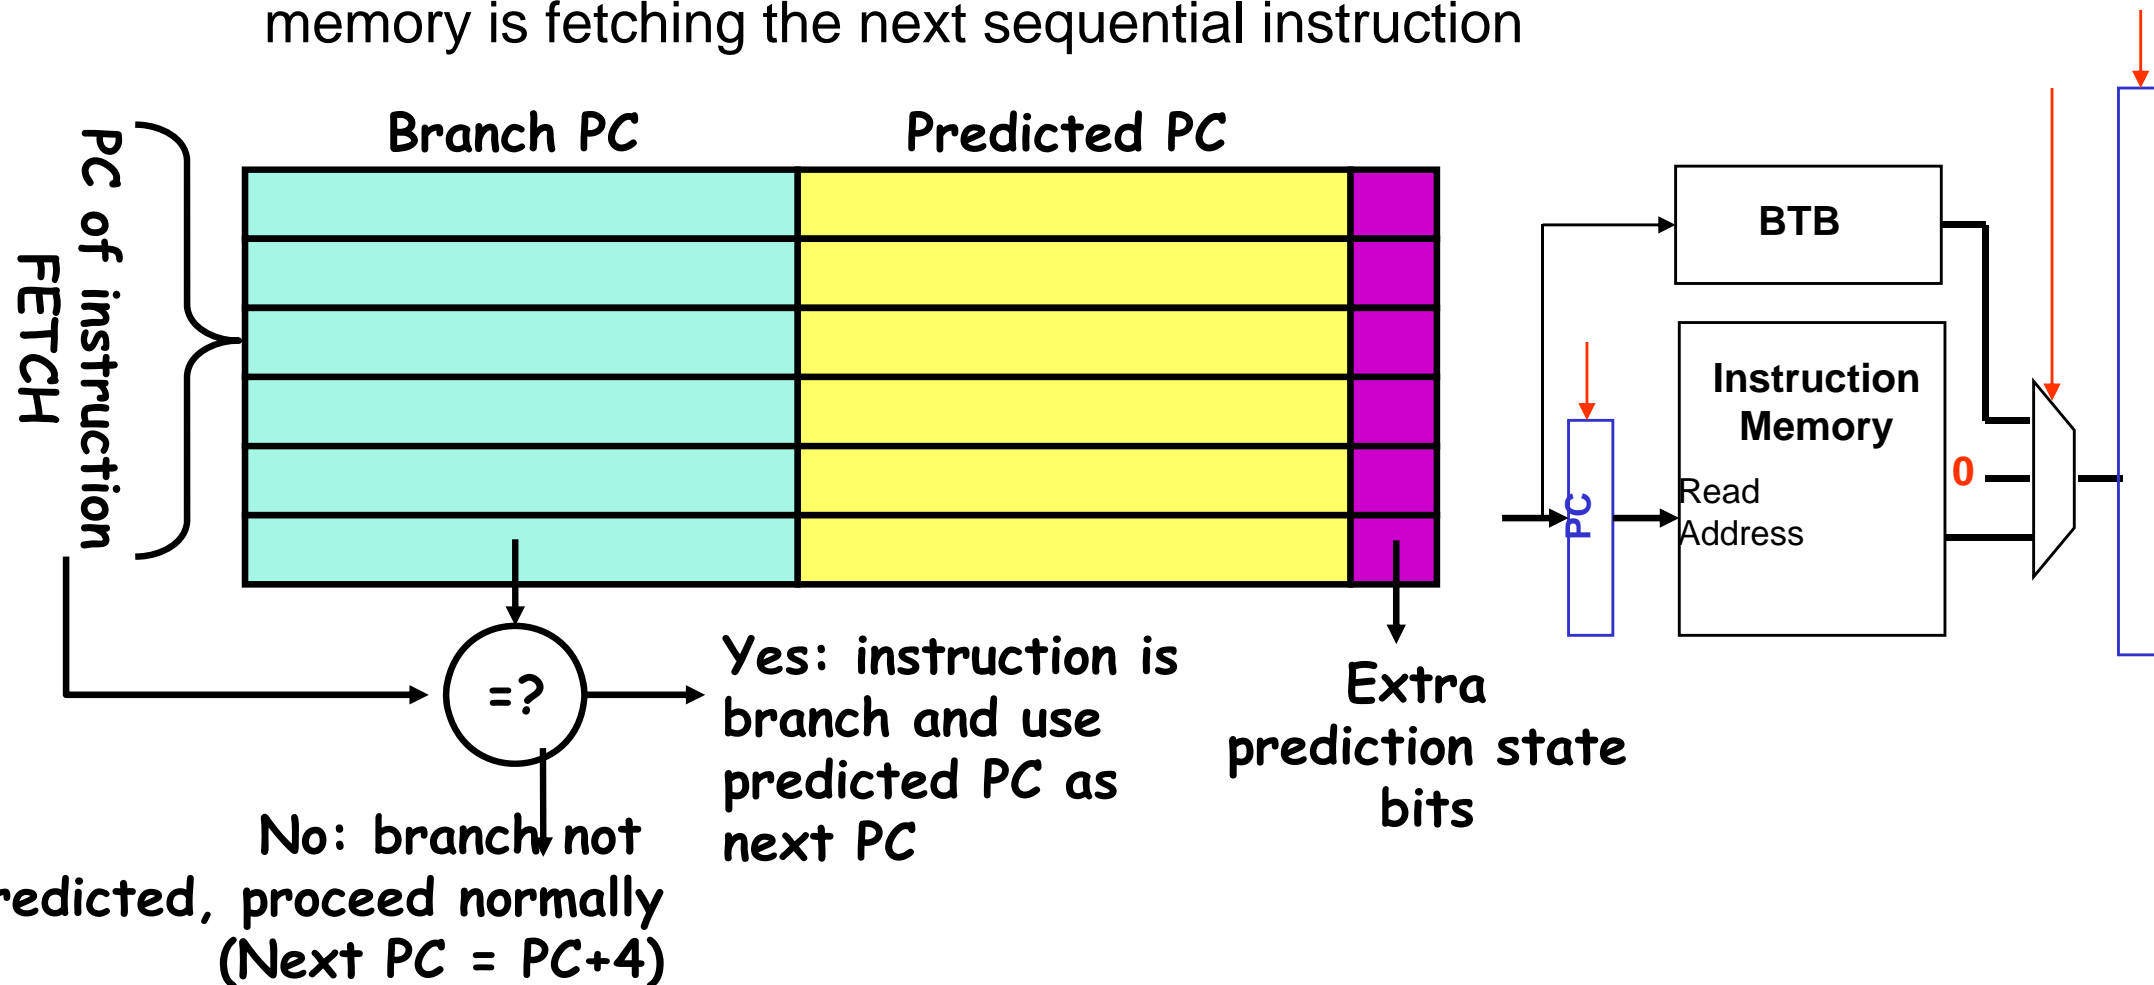 memory is fetching the next sequential instruction
Branch PC
Predicted PC
PC of instruction
FETCH
BTB
Instruction
Memory
0
Read
Address
PC
=?
Yes: instruction is
branch and use
predicted PC as
next PC
Extra
prediction state
bits
No: branch not
redicted, proceed normally
(Next PC = PC+4)